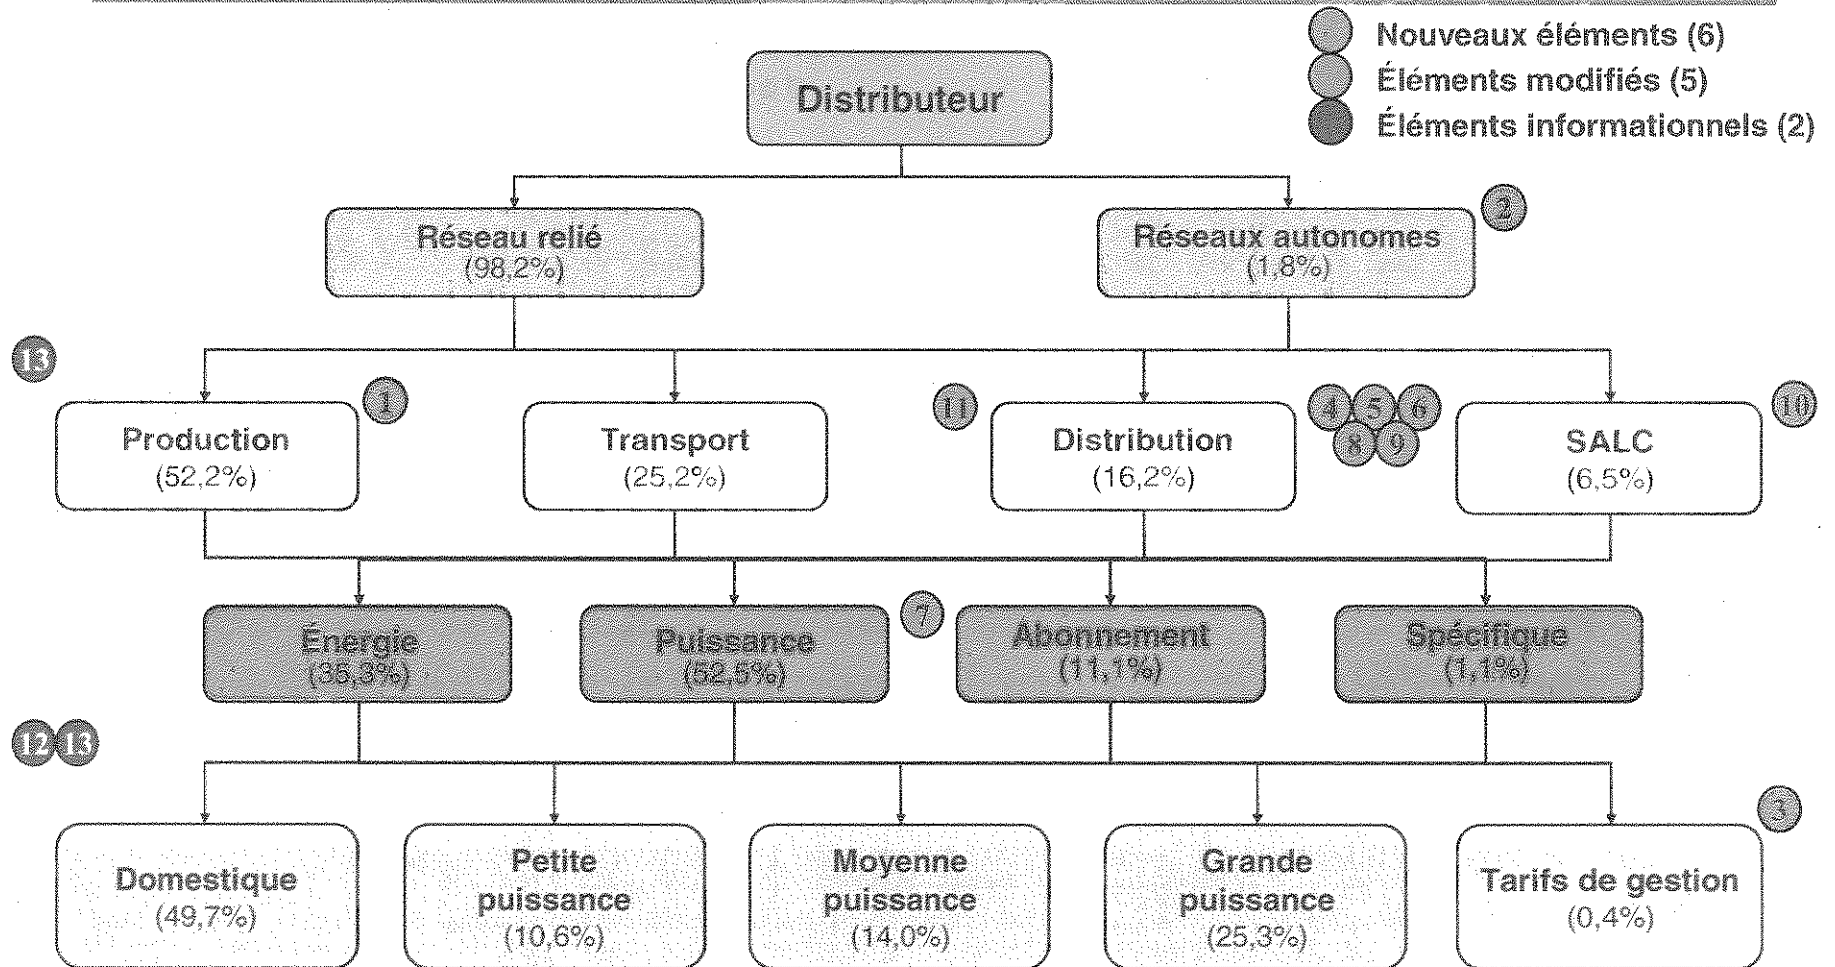 Nouveaux éléments (6)
Éléments modifiés (5)
Éléments informationnels (2)
Distributeur
2
Réseau relié
(98,2%)
Réseaux autonomes
(1,8%)
13
1
11
4 5 6
8 9
10
Production
(52,2%)
Transport
(25,2%)
Distribution
(16,2%)
SALC
(6,5%)
7
Énergie
(35,3%)
Puissance
(52,5%)
Abonnement
(11,1%)
Spécifique
(1,1%)
12 13
3
Domestique
(49,7%)
Petite
puissance
(10,6%)
Moyenne
puissance
(14,0%)
Grande
puissance
(25,3%)
Tarifs de gestion
(0,4%)